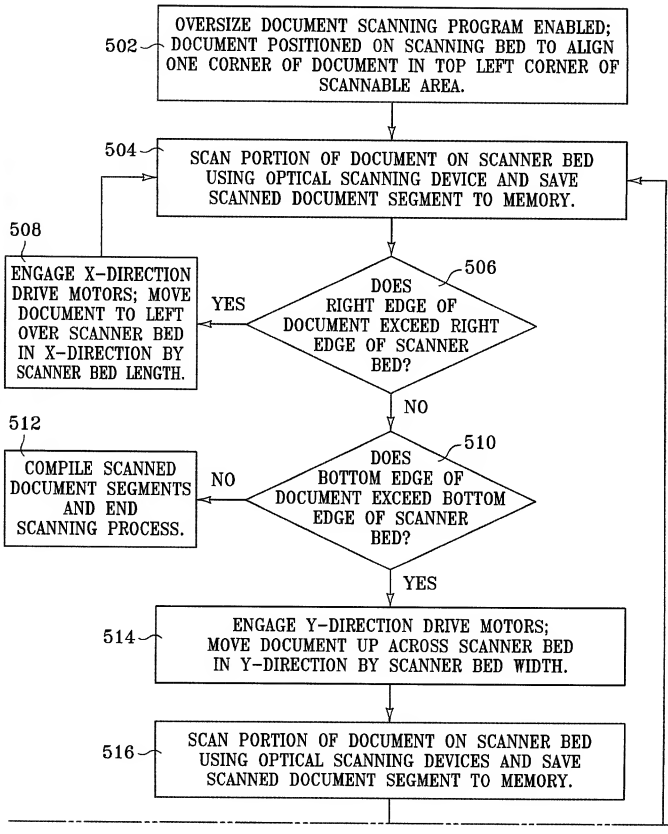 502
OVERSIZE DOCUMENT SCANNING PROGRAM ENABLED;
DOCUMENT POSITIONED ON SCANNING BED TO ALIGN
ONE CORNER OF DOCUMENT IN TOP LEFT CORNER OF
SCANNABLE AREA.
504
SCAN PORTION OF DOCUMENT ON SCANNER BED
USING OPTICAL SCANNING DEVICE AND SAVE
SCANNED DOCUMENT SEGMENT TO MEMORY.
508
ENGAGE X-DIRECTION
DRIVE MOTORS; MOVE
DOCUMENT TO LEFT
OVER SCANNER BED
IN X-DIRECTION BY
SCANNER BED LENGTH.
YES
506
DOES
RIGHT EDGE OF
DOCUMENT EXCEED RIGHT
EDGE OF SCANNER
BED?
NO
512
COMPILE SCANNED
DOCUMENT SEGMENTS
AND END
SCANNING PROCESS.
NO
510
DOES
BOTTOM EDGE OF
DOCUMENT EXCEED BOTTOM
EDGE OF SCANNER
BED?
YES
514
ENGAGE Y-DIRECTION DRIVE MOTORS;
MOVE DOCUMENT UP ACROSS SCANNER BED
IN Y-DIRECTION BY SCANNER BED WIDTH.
516
SCAN PORTION OF DOCUMENT ON SCANNER BED
USING OPTICAL SCANNING DEVICES AND SAVE
SCANNED DOCUMENT SEGMENT TO MEMORY.